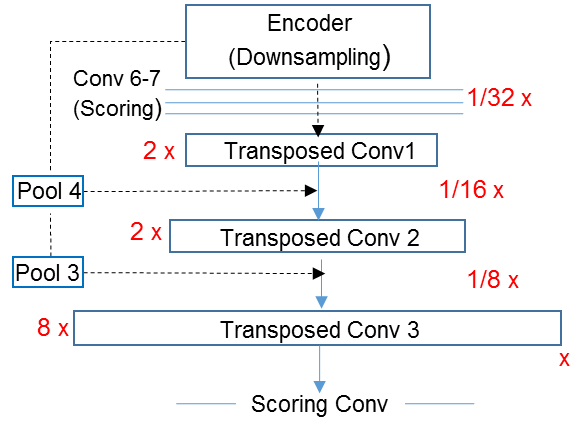 Encoder
(Downsampling)
Conv 6-7
(Scoring)
1/32 x
2 x
Transposed Conv1
Pool 4
1/16 x
2 x
Transposed Conv 2
Pool 3
1/8 x
8 x
Transposed Conv 3
x
Scoring Conv